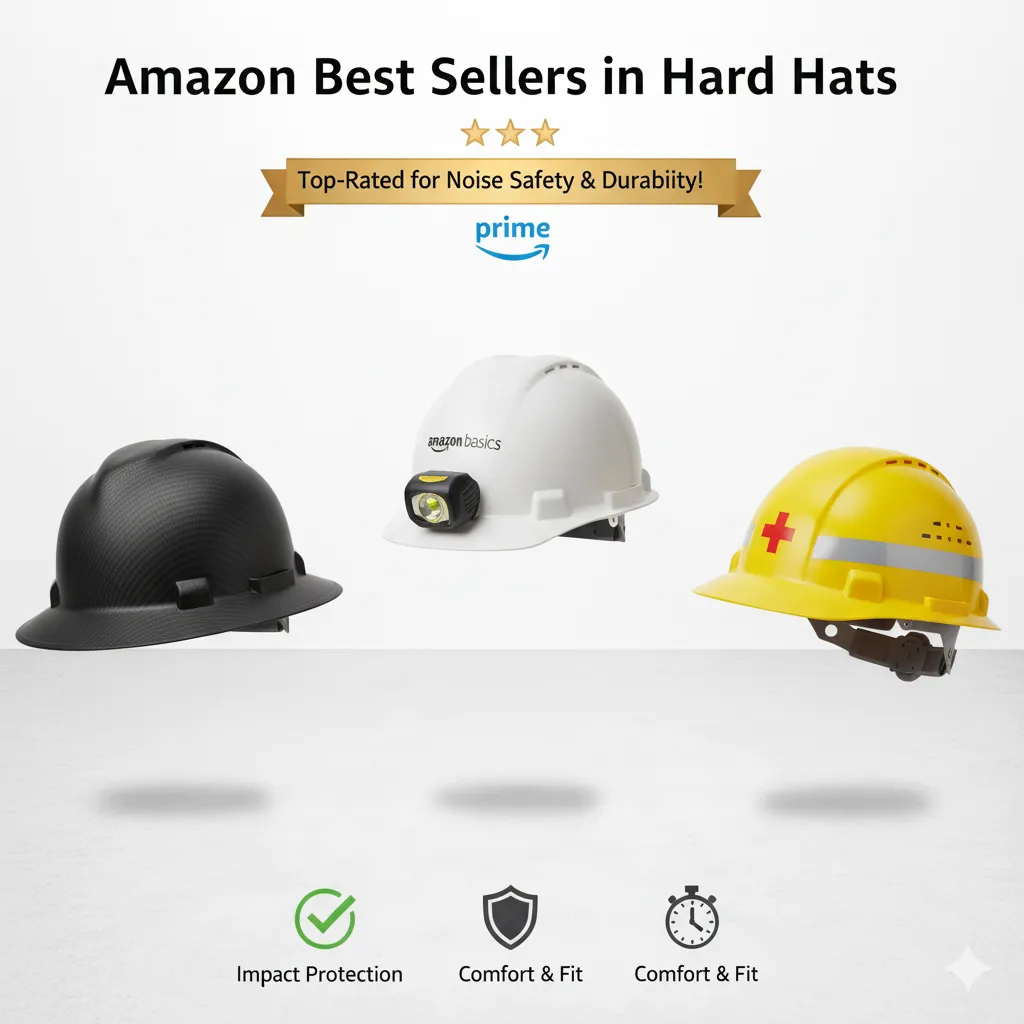 Amazon Best Sellers in Hard Hats
Top-Rated for Noise Safety & Durabiity!
prime
amazon basics
Impact Protection
Comfort & Fit
Comfort & Fit